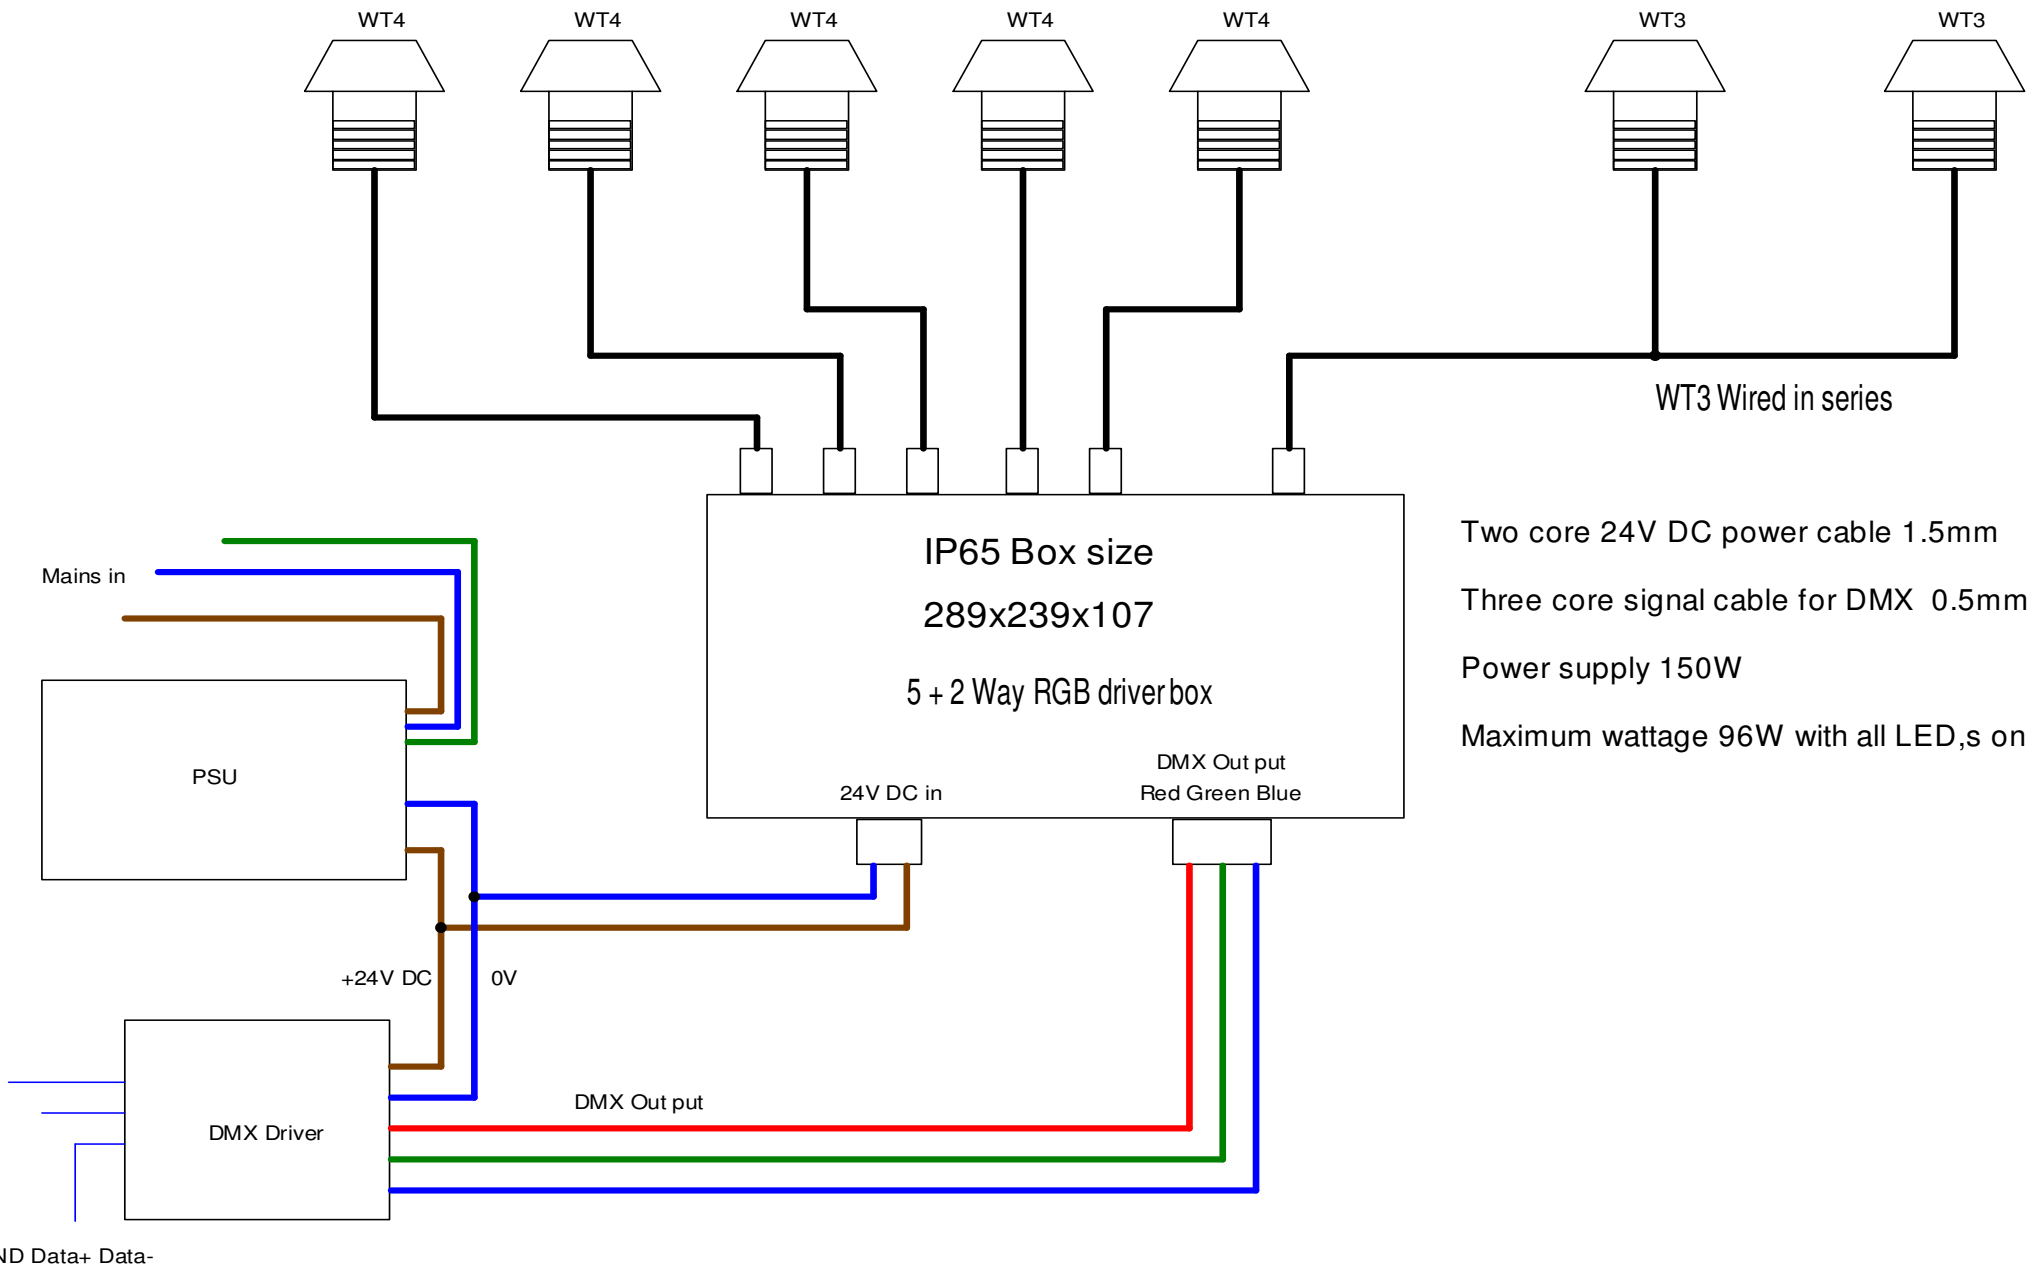 WT4 WT4 WT4 WT4 WT4 WT3 WT3
WT3 Wired in series
IP65 Box size
289x239x107
5 + 2 Way RGB driver box
Two core 24V DC power cable 1.5mm
Three core signal cable for DMX 0.5mm
Power supply 150W
Maximum wattage 96W with all LED,s on
Mains in
PSU
24V DC in
DMX Out put
Red Green Blue
+24V DC 0V
DMX Driver
DMX Out put
ND Data+ Data-